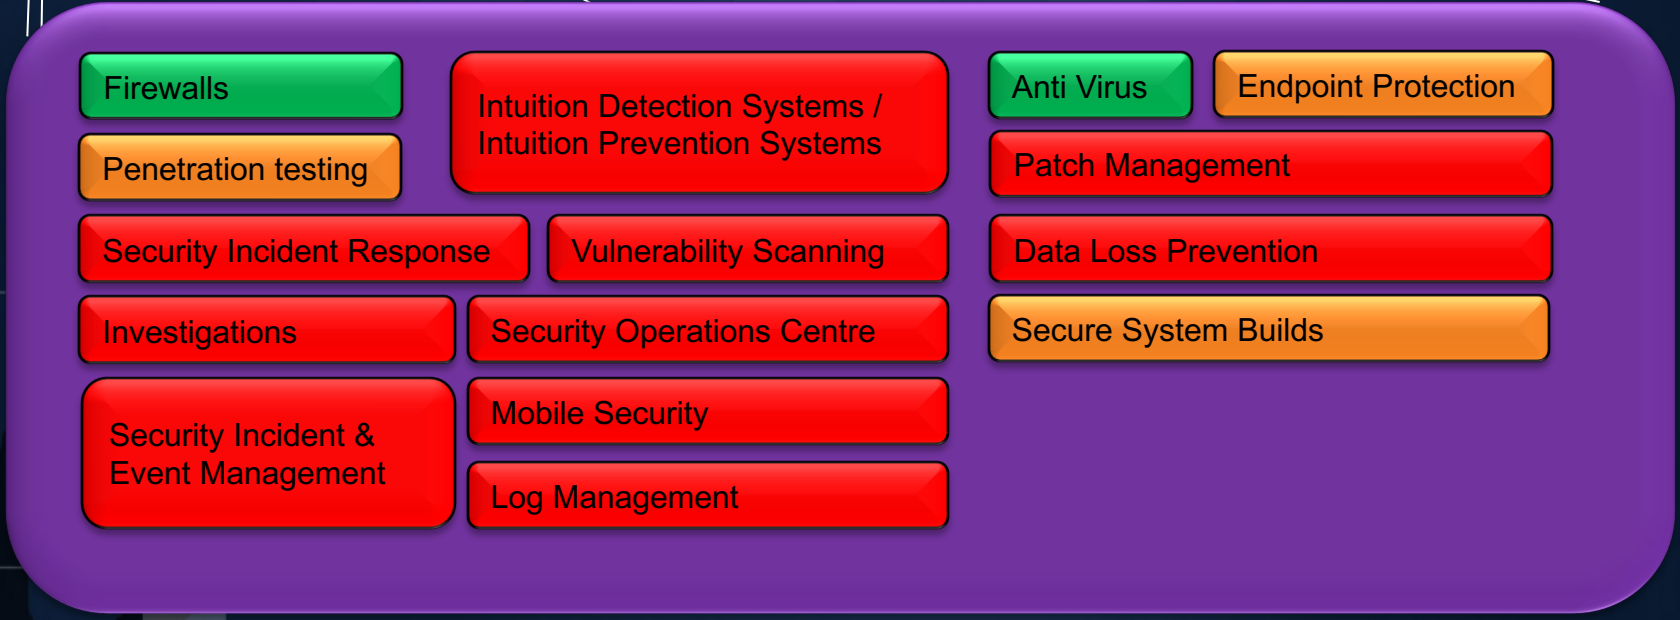 Firewalls
Penetration testing
Intuition Detection Systems /
Intuition Prevention Systems
Security Incident Response
Vulnerability Scanning
Investigations
Security Operations Centre
Security Incident &
Event Management
Mobile Security
Log Management
Anti Virus
Endpoint Protection
Patch Management
Data Loss Prevention
Secure System Builds